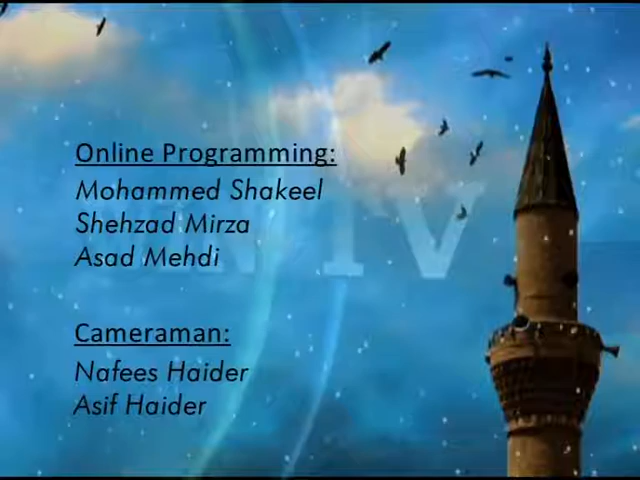 Online Programming:
Mohammed Shakeel
Shehzad Mirza
Asad Mehdi
Cameraman:
Nafees Haider
Asif Haider